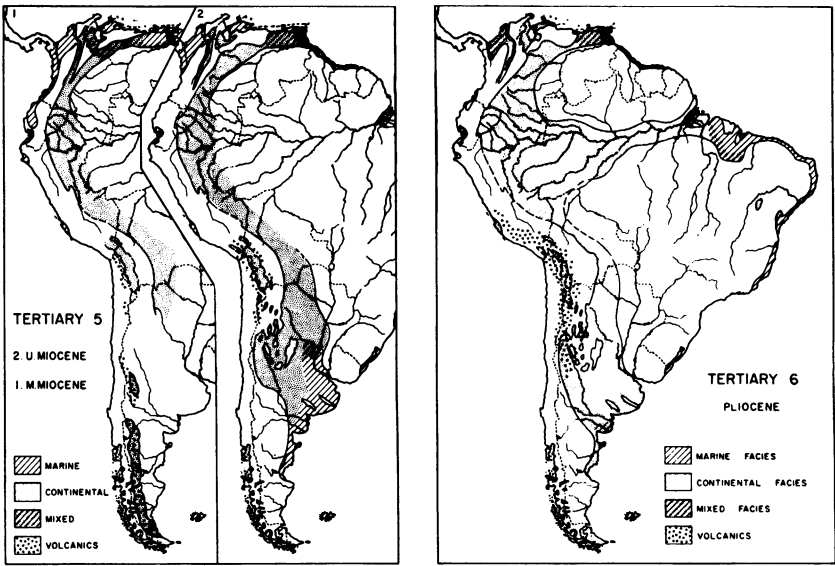 1
2
TERTIARY 5
2. U. MIOCENE
1. M. MIOCENE
MARINE
CONTINENTAL
MIXED
VOLCANICS
TERTIARY 6
PLIOCENE
MARINE FACIES
CONTINENTAL FACIES
MIXED FACIES
VOLCANICS